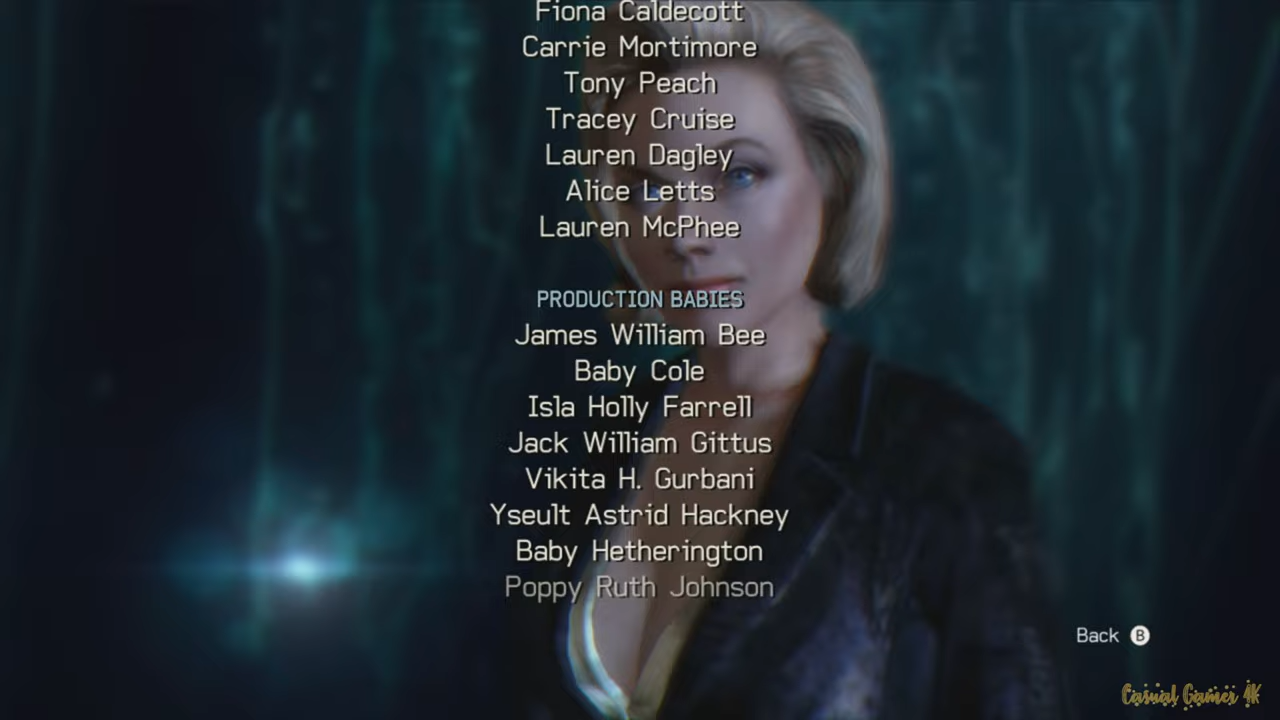 Fiona Caldecott
Carrie Mortimore
Tony Peach
Tracey Cruise
Lauren Dagley
Alice Letts
Lauren McPhee
PRODUCTION BABIES
James William Bee
Baby Cole
Isla Holly Farrell
Jack William Gittus
Vikita H. Gurbani
Yseult Astrid Hackney
Baby Hetherington
Poppy Ruth Johnson
Back B
Casual Gamer 4K